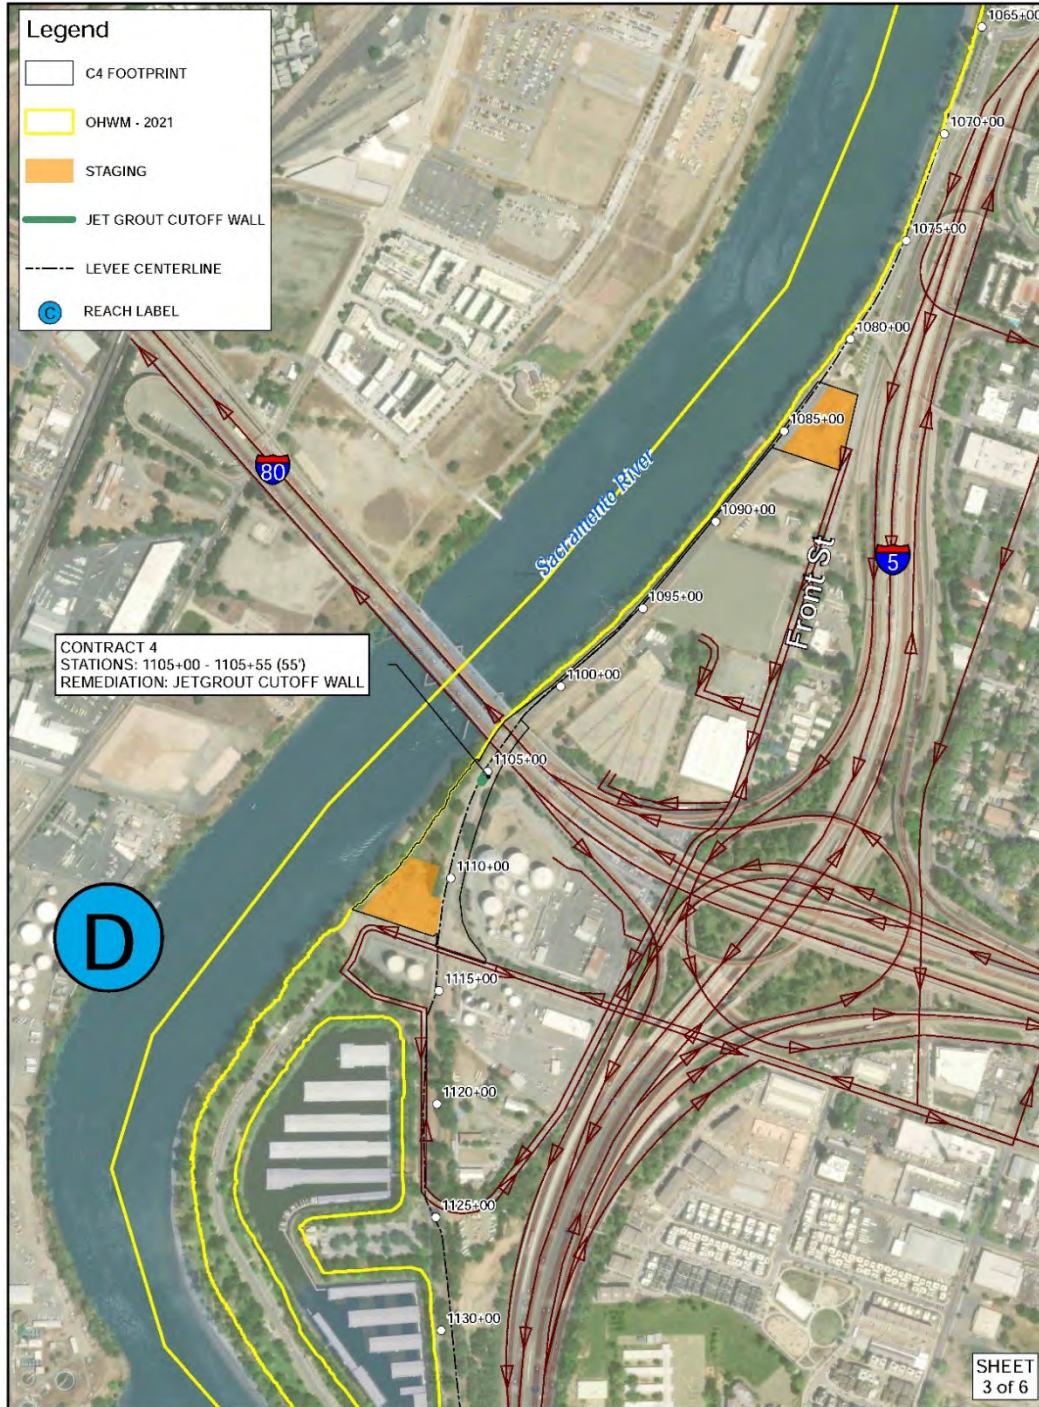 Legend
C4 FOOTPRINT
OHWM - 2021
STAGING
JET GROUT CUTOFF WALL
LEVEE CENTERLINE
C REACH LABEL
1065+00
1070+00
1075+00
1080+00
1085+00
80
Sacramento River
1090+00
Front St
5
1095+00
CONTRACT 4
STATIONS: 1105+00 - 1105+55 (55')
REMEDIATION: JETGROUT CUTOFF WALL
1100+00
1105+00
1110+00
D
1115+00
1120+00
1125+00
1130+00
SHEET
3 of 6